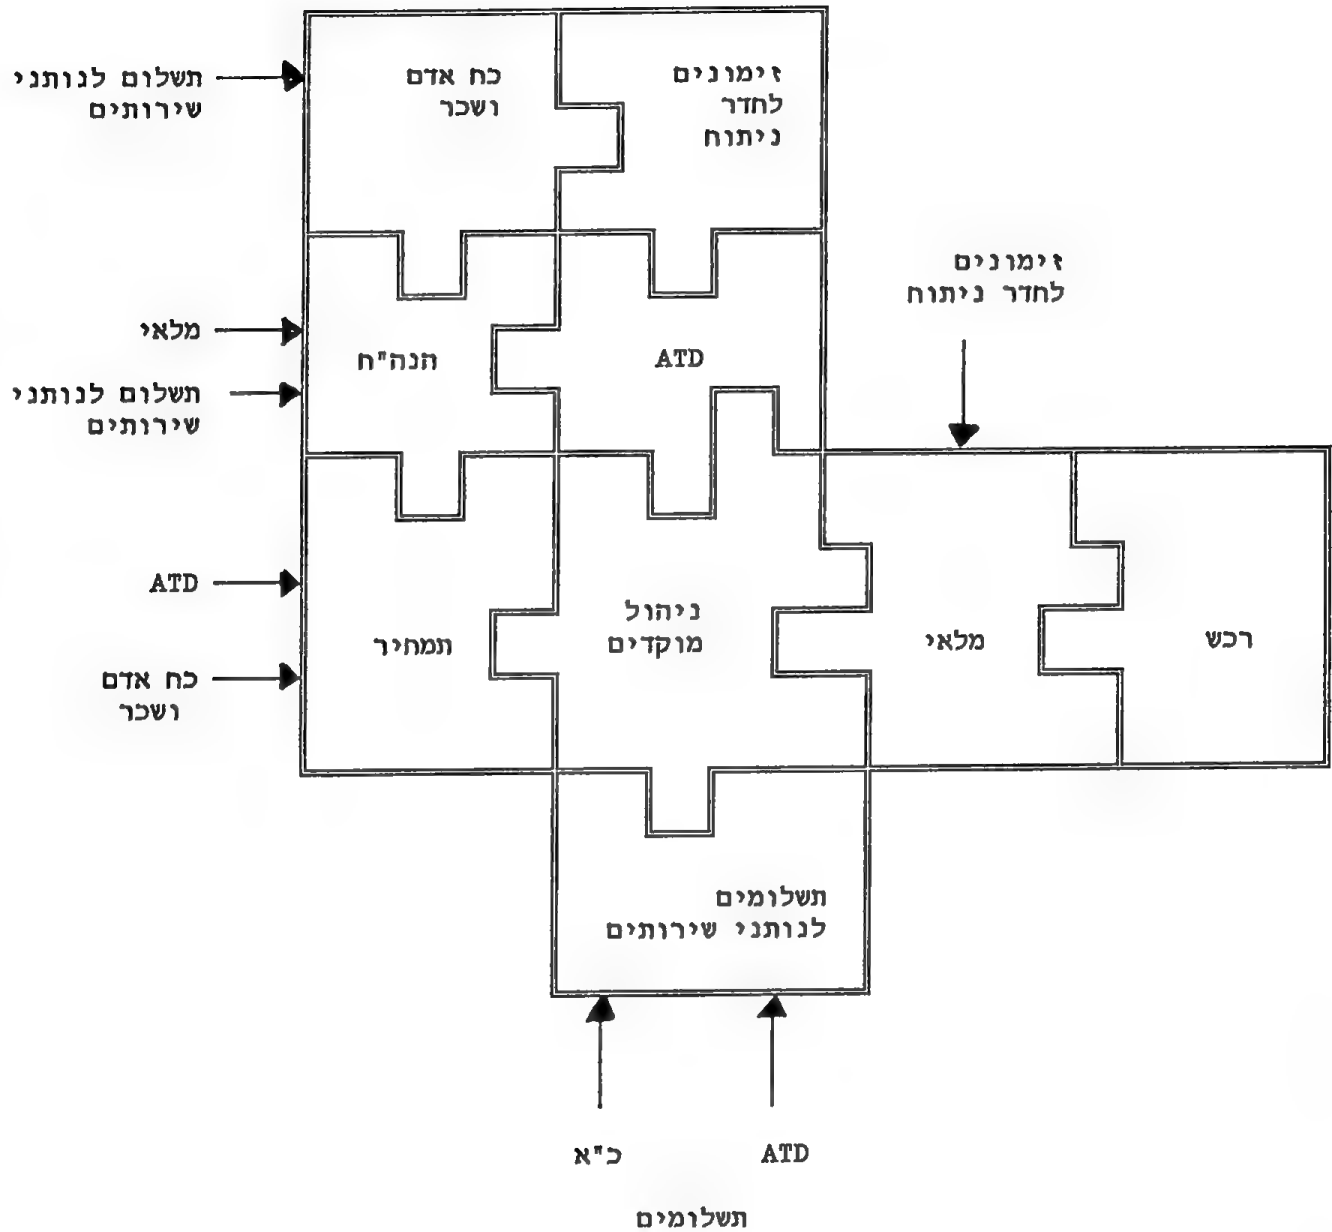 זימונים
לחדר
ניתוח
כח אדם
ושכר
תשלום לנותני
שירותים
זימונים
לחדר ניתוח
ATD
הנה"ח
מלאי
תשלום לנותני
שירותים
רכש
מלאי
ניהול
מוקדים
תמחיר
ATD
כח אדם
ושכר
תשלומים
לנותני שירותים
ATD
כ"א
תשלומים